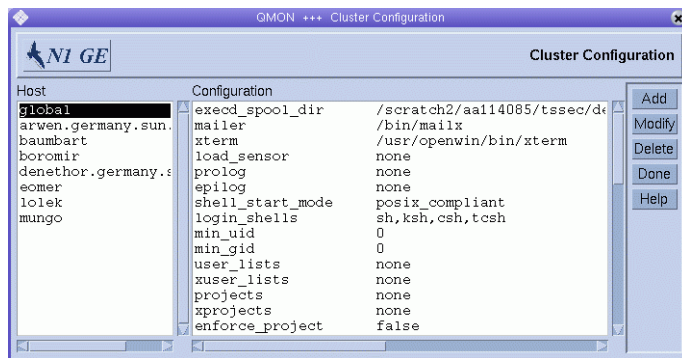 QMON +++ Cluster Configuration
N1 GE
Cluster Configuration
Host
global
arwen.germany.sun.
baumbart
boromir
denethor.germany.s
eomer
lolek
mungo
Configuration
execd_spool_dir /scratch2/aa114085/tssec/de
mailer /bin/mailx
xterm /usr/openwin/bin/xterm
load_sensor none
prolog none
epilog none
shell_start_mode posix_compliant
login_shells sh,ksh,csh,tcsh
min_uid 0
min_gid 0
user_lists none
xuser_lists none
projects none
xprojects none
enforce_project false
Add
Modify
Delete
Done
Help